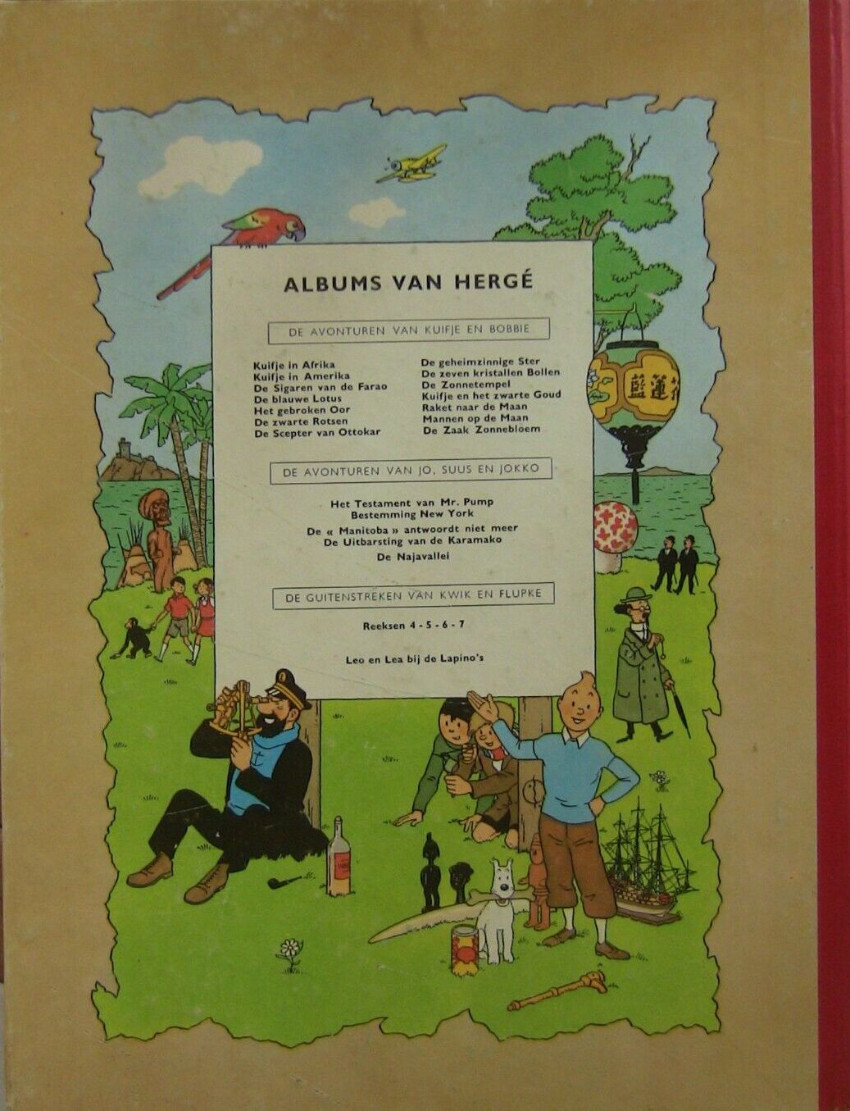 ALBUMS VAN HERGÉ
DE AVONTUREN VAN KUIFJE EN BOBBIE
Kuifje in Afrika
Kuifje in Amerika
De Sigaren van de Farao
De blauwe Lotus
Het gebroken Oor
De zwarte Rotsen
De Scepter van Ottokar
De geheimzinnige Ster
De zeven kristallen Bollen
De Zonnetempel
Kuifje en het zwarte Goud
Raket naar de Maan
Mannen op de Maan
De Zaak Zonnebloem
DE AVONTUREN VAN JO, SUUS EN JOKKO
Het Testament van Mr. Pump
Bestemming New York
De « Manitoba » antwoordt niet meer
De Uitbarsting van de Karamako
De Najavallei
DE GUITENSTREKEN VAN KWIK EN FLUPKE
Reeksen 4 - 5 - 6 - 7
Leo en Lea bij de Lapino's
藍蓮